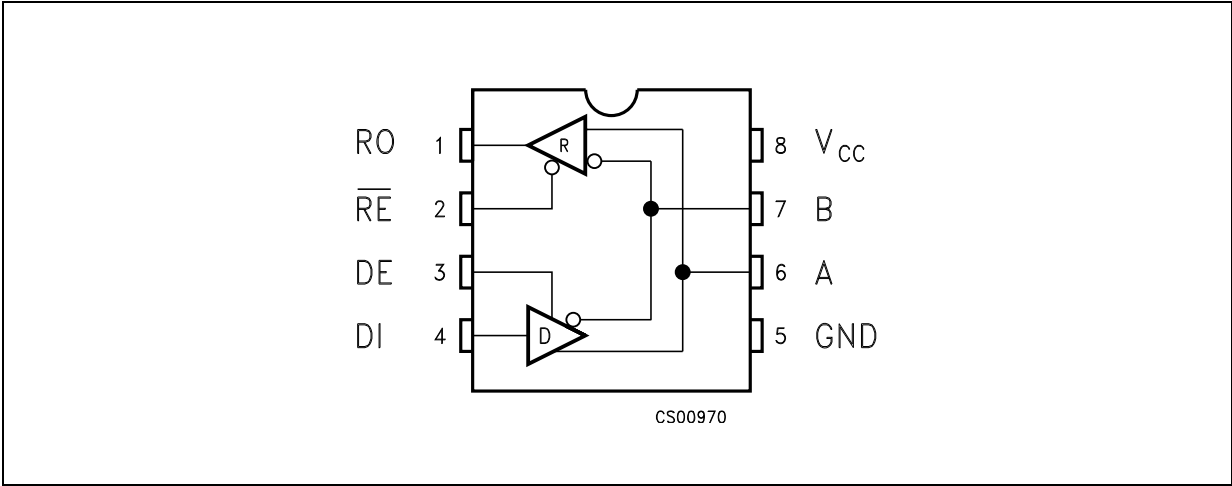 RO 1 R 8 VCC
RE 2 7 B
DE 3 6 A
DI 4 D 5 GND
CS00970